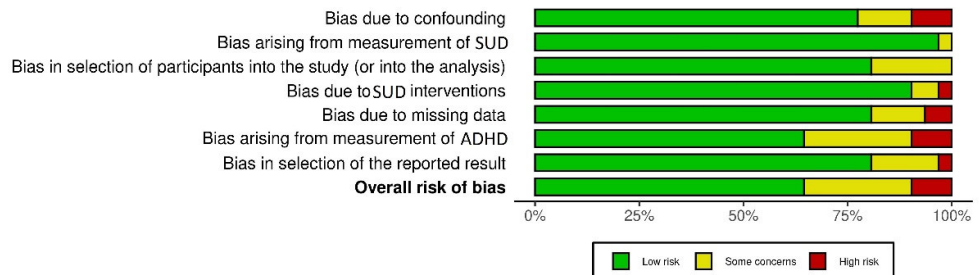 Bias due to confounding
Bias arising from measurement of SUD
Bias in selection of participants into the study (or into the analysis)
Bias due to SUD interventions
Bias due to missing data
Bias arising from measurement of ADHD
Bias in selection of the reported result
Overall risk of bias
0% 25% 50% 75% 100%
Low risk Some concerns High risk